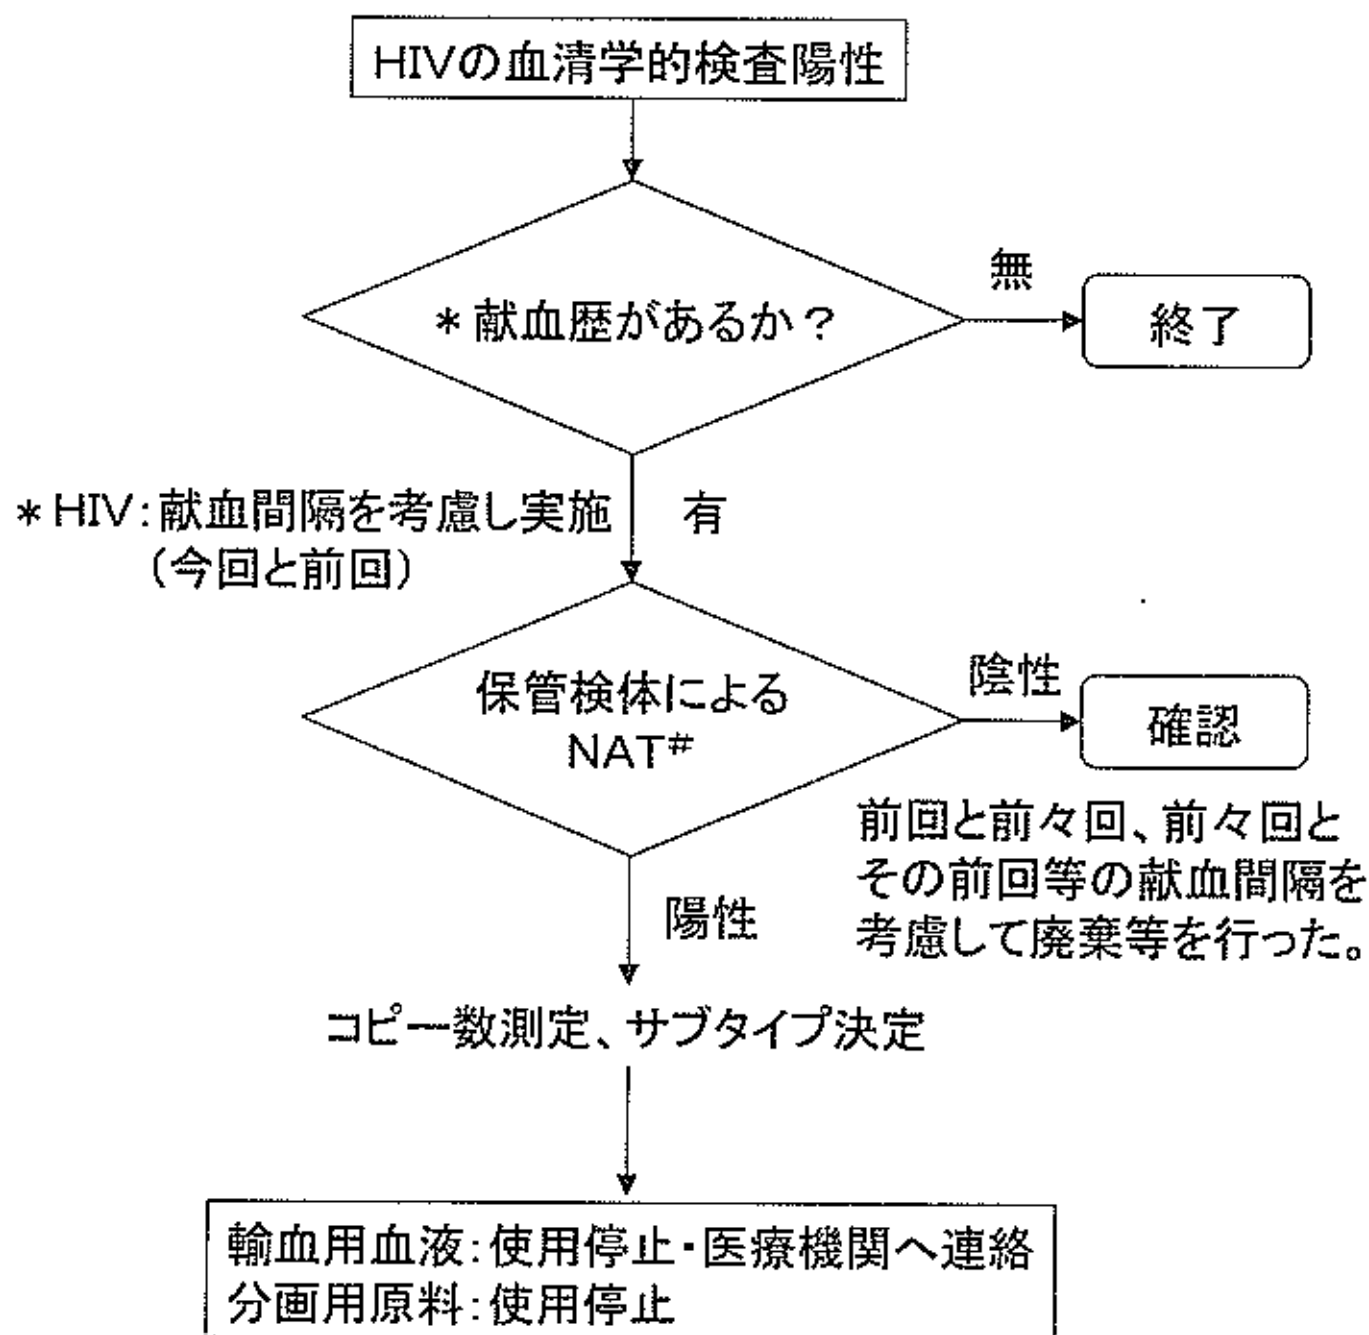 HIVの血清学的検査陽性
＊献血歴があるか？
無
終了
＊HIV:献血間隔を考慮し実施
（今回と前回）
有
保管検体による
NAT#
陰性
確認
前回と前々回、前々回と
その前回等の献血間隔を
考慮して廃棄等を行った。
陽性
コピー数測定、サブタイプ決定
輸血用血液:使用停止・医療機関へ連絡
分画用原料:使用停止